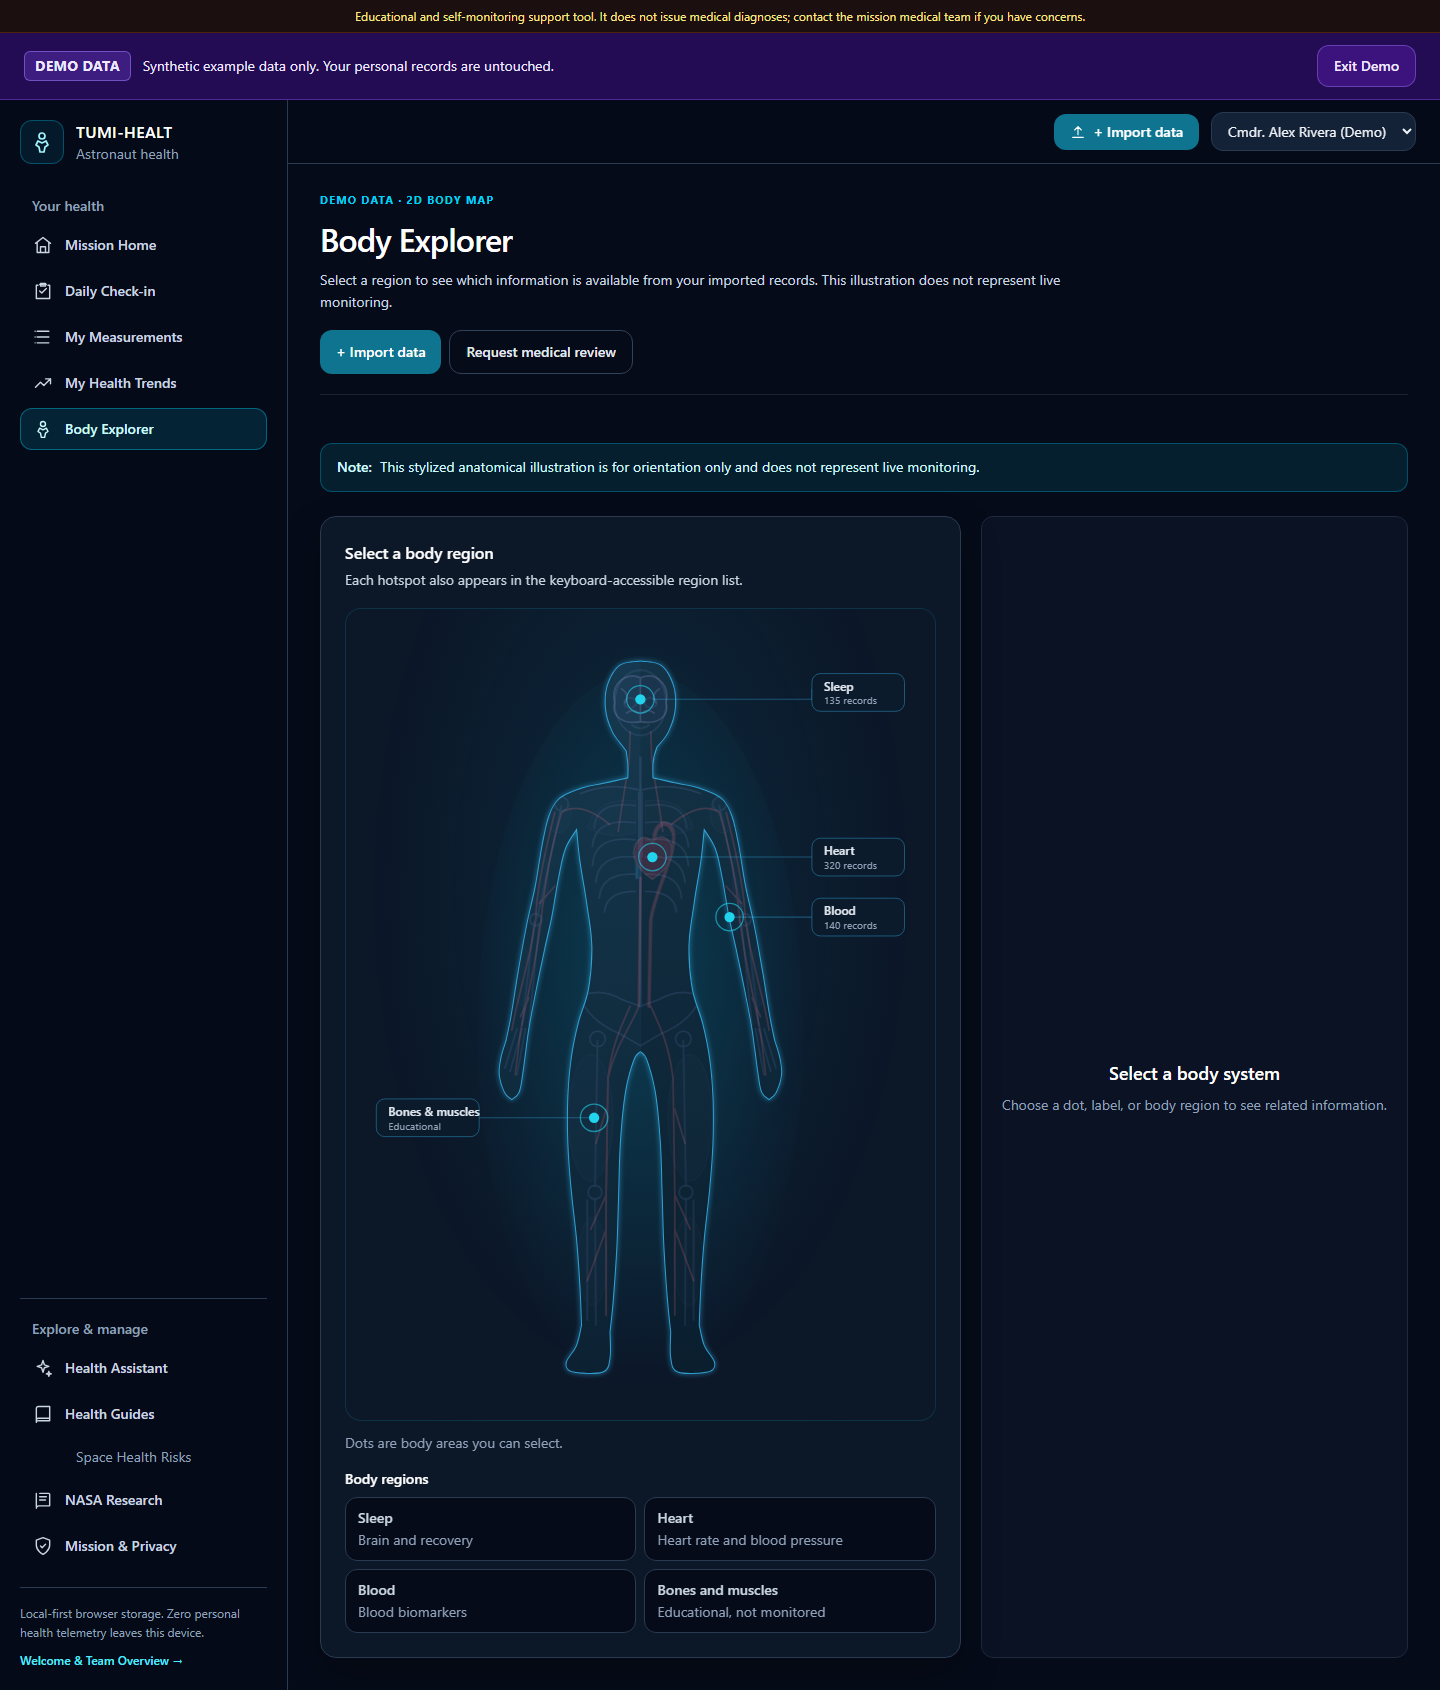 Educational and self-monitoring support tool. It does not issue medical diagnoses; contact the mission medical team if you have concerns.
DEMO DATA
Synthetic example data only. Your personal records are untouched.
Exit Demo
TUMI-HEALT
Astronaut health
+ Import data
Cmdr. Alex Rivera (Demo)
Your health
Mission Home
Daily Check-in
My Measurements
My Health Trends
Body Explorer
DEMO DATA · 2D BODY MAP
Body Explorer
Select a region to see which information is available from your imported records. This illustration does not represent live
monitoring.
+ Import data
Request medical review
Note: This stylized anatomical illustration is for orientation only and does not represent live monitoring.
Select a body region
Each hotspot also appears in the keyboard-accessible region list.
Sleep
135 records
Heart
320 records
Blood
140 records
Bones & muscles
Educational
Dots are body areas you can select.
Body regions
Sleep
Brain and recovery
Heart
Heart rate and blood pressure
Blood
Blood biomarkers
Bones and muscles
Educational, not monitored
Select a body system
Choose a dot, label, or body region to see related information.
Explore & manage
Health Assistant
Health Guides
Space Health Risks
NASA Research
Mission & Privacy
Local-first browser storage. Zero personal
health telemetry leaves this device.
Welcome & Team Overview →